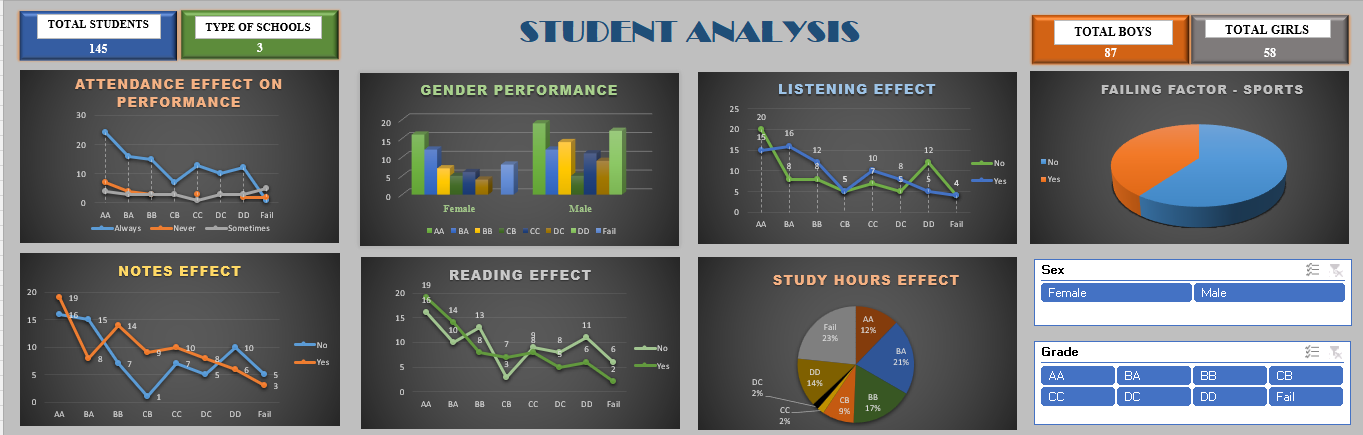 TOTAL STUDENTS
145
TYPE OF SCHOOLS
3
STUDENT ANALYSIS
TOTAL BOYS
87
TOTAL GIRLS
58
ATTENDANCE EFFECT ON
PERFORMANCE
30
20
10
0
AA BA BB CB CC DC DD Fail
Always Never Sometimes
GENDER PERFORMANCE
20
15
10
5
0
Female Male
AA BA BB CB CC DC DD Fail
LISTENING EFFECT
25
20
15
10
5
0
20
15
16
8
12
8
5
10
7
8
5
12
5
4
AA BA BB CB CC DC DD Fail
No
Yes
FAILING FACTOR - SPORTS
No
Yes
NOTES EFFECT
20
15
10
5
0
19
16
15
8
14
7
9
1
10
7
8
5
10
6
5
3
AA BA BB CB CC DC DD Fail
No
Yes
READING EFFECT
20
15
10
5
0
19
16
14
10
13
8
7
3
9
8
8
5
11
6
6
2
AA BA BB CB CC DC DD Fail
No
Yes
STUDY HOURS EFFECT
AA
12%
BA
21%
BB
17%
CB
9%
CC
2%
DC
2%
DD
14%
Fail
23%
Sex
Female Male
Grade
AA BA BB CB
CC DC DD Fail